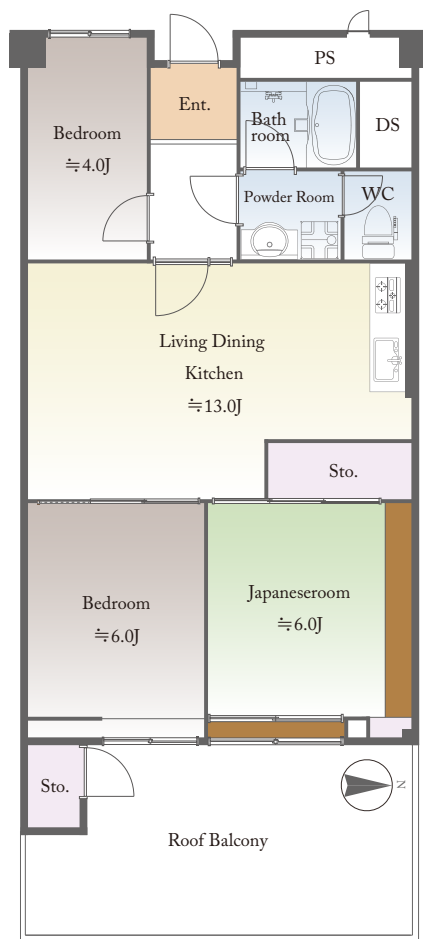 PS
Ent.
Bath
room
DS
Bedroom
≒4.0J
Powder Room
WC
Living Dining
Kitchen
≒13.0J
Sto.
Bedroom
≒6.0J
Japaneseroom
≒6.0J
Sto.
N
Roof Balcony